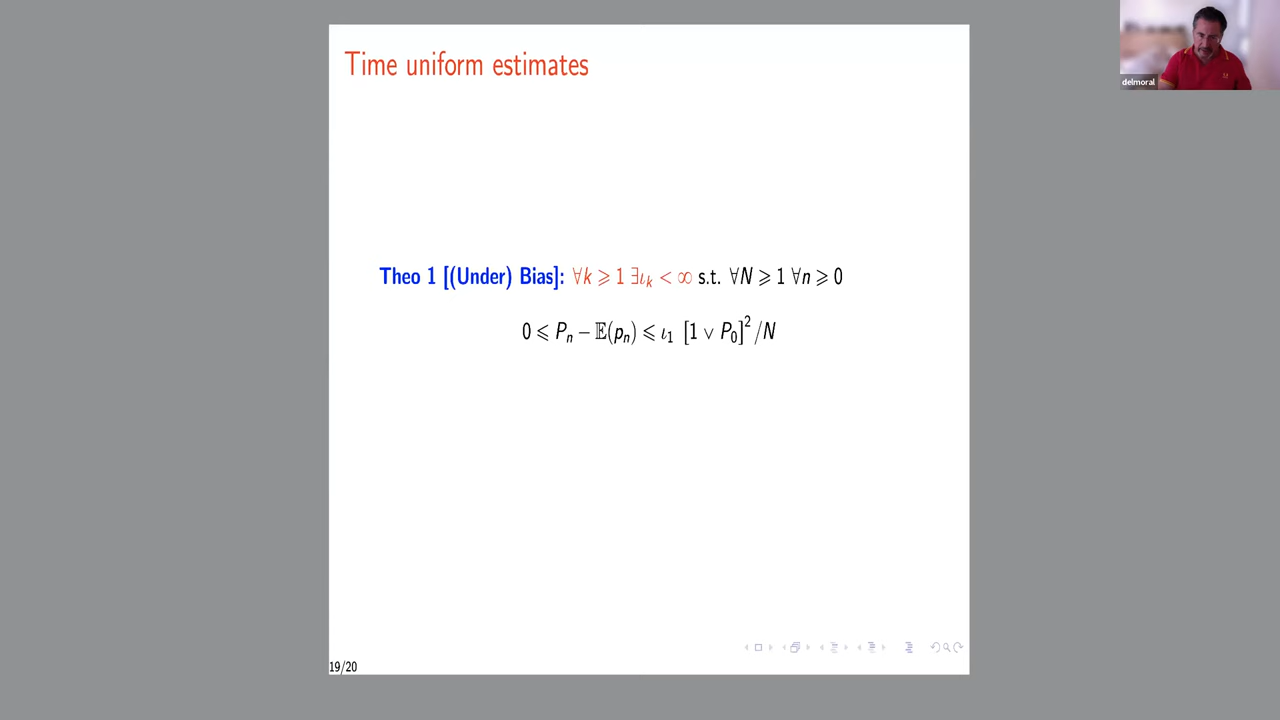 Time uniform estimates
delmoral
Theo 1 [(Under) Bias]: ∀k ⩾ 1 ∃ι_k < ∞ s.t. ∀N ⩾ 1 ∀n ⩾ 0
0 ⩽ P_n − 𝔼(p_n) ⩽ ι_1 [1 ∨ P_0]^2 /N
19/20